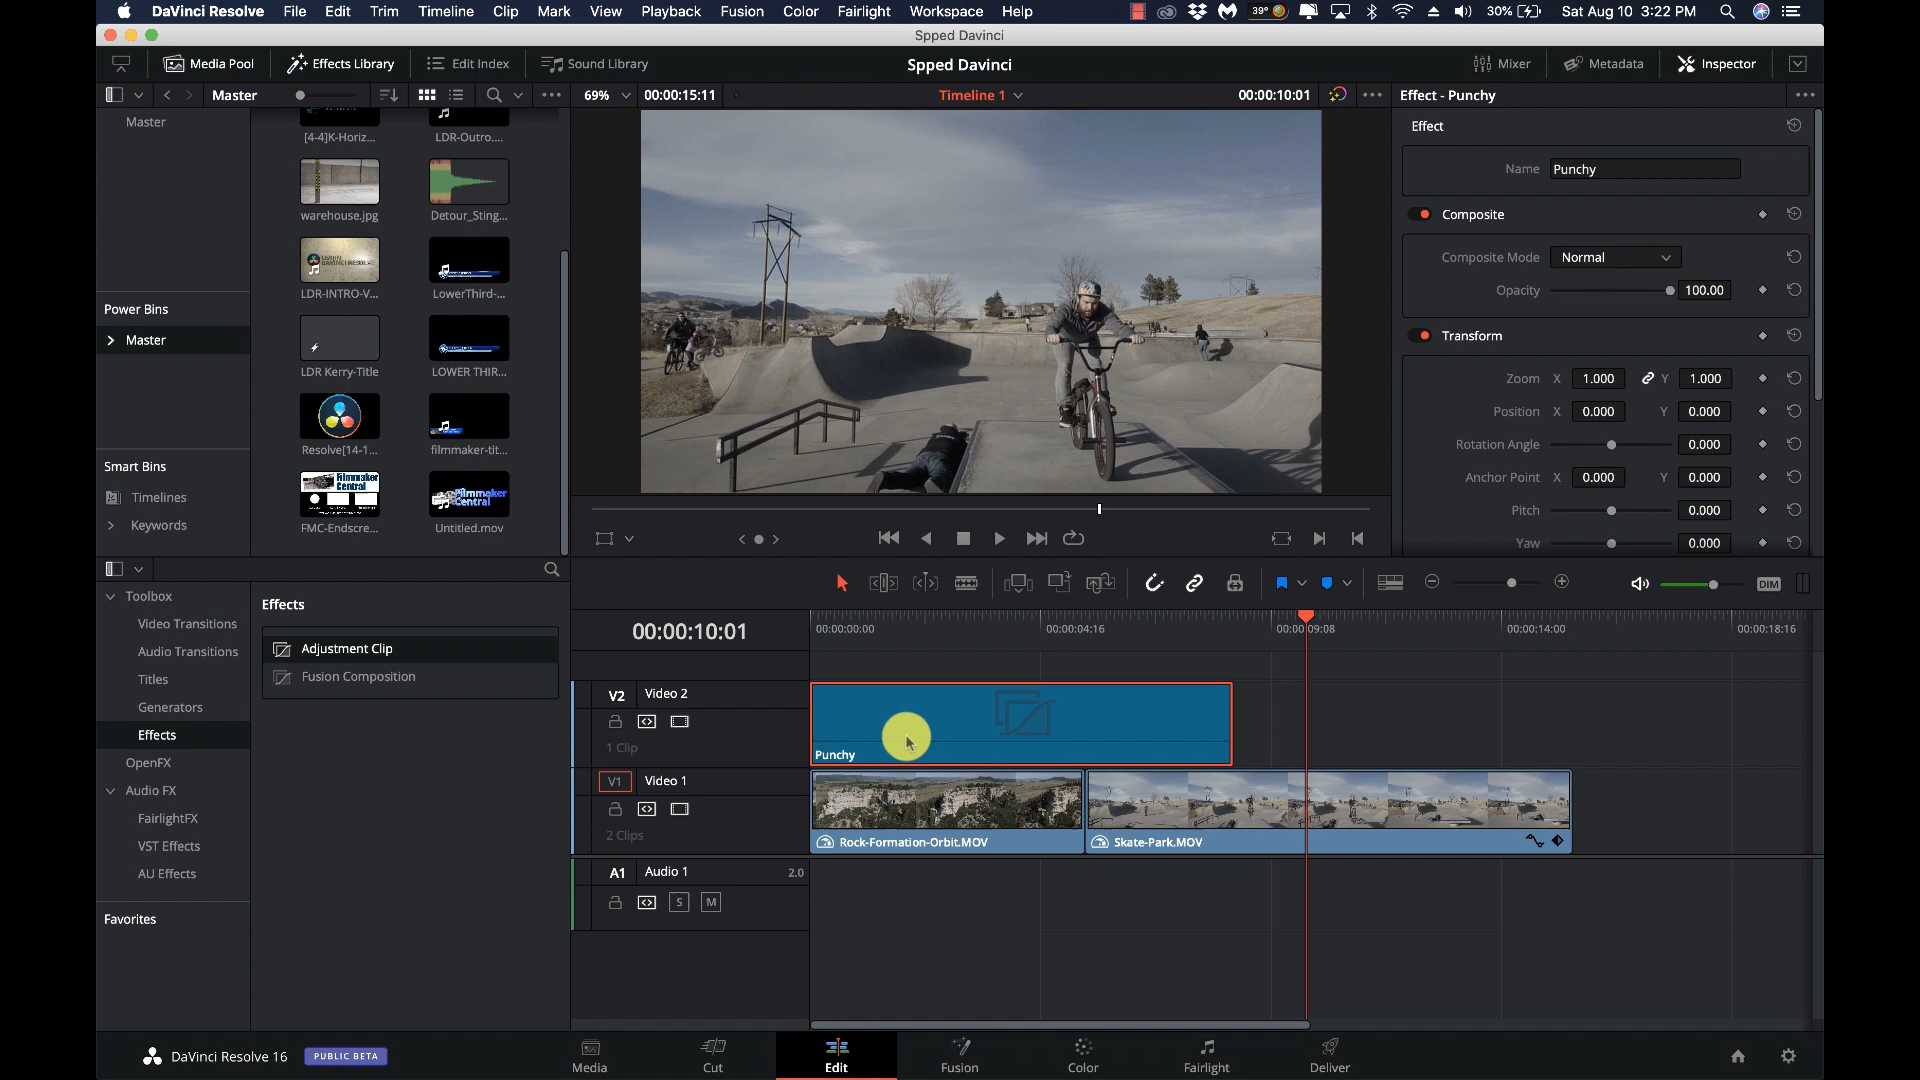 DaVinci Resolve File Edit Trim Timeline Clip Mark View Playback Fusion Color Fairlight Workspace Help 39° 30% Sat Aug 10 3:22 PM
Spped Davinci
Media Pool Effects Library Edit Index Sound Library Spped Davinci Mixer Metadata Inspector
Master 69% 00:00:15:11 Timeline 1 00:00:10:01 Effect - Punchy
Master
[4-4]K-Horiz... LDR-Outro....
warehouse.jpg Detour_Sting...
LDR-INTRO-V... LowerThird-...
LDR Kerry-Title LOWER THIR...
Resolve[14-1... filmmaker-tit...
Filmmaker
Central
Filmmaker
Central
FMC-Endscre... Untitled.mov
Power Bins
Master
Smart Bins
Timelines
Keywords
Effect
Name Punchy
Composite
Composite Mode Normal
Opacity 100.00
Transform
Zoom X 1.000 Y 1.000
Position X 0.000 Y 0.000
Rotation Angle 0.000
Anchor Point X 0.000 Y 0.000
Pitch 0.000
Yaw 0.000
DIM
Toolbox
Video Transitions
Audio Transitions
Titles
Generators
Effects
OpenFX
Audio FX
FairlightFX
VST Effects
AU Effects
Favorites
Effects
Adjustment Clip
Fusion Composition
00:00:10:01 00:00:00:00 00:00:04:16 00:00:09:08 00:00:14:00 00:00:18:16
V2 Video 2
1 Clip
Punchy
V1 Video 1
2 Clips
Rock-Formation-Orbit.MOV Skate-Park.MOV
A1 Audio 1 2.0
S M
DaVinci Resolve 16 PUBLIC BETA
Media Cut Edit Fusion Color Fairlight Deliver